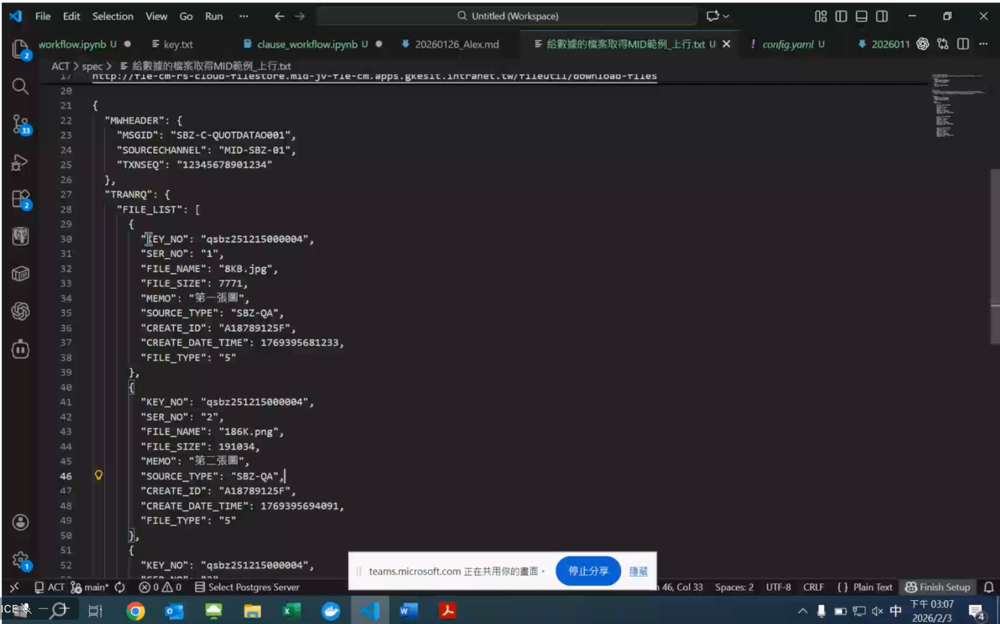 File Edit Selection View Go Run ··· Untitled (Workspace)
workflow.ipynb U key.txt clause_workflow.ipynb U 20260126_Alex.md 給數據的檔案取得MID範例_上行.txt U config.yaml U 2026011
ACT > spec > 給數據的檔案取得MID範例_上行.txt
17 http://fie-cm-rs-cloud-filestore.mid-jv-fie-cm.apps.gkesit.intranet.tw/fileutil/download-files
20
21 {
22 "MWHEADER": {
23 "MSGID": "SBZ-C-QUOTDATAO001",
24 "SOURCECHANNEL": "MID-SBZ-01",
25 "TXNSEQ": "12345678901234"
26 },
27 "TRANRQ": {
28 "FILE_LIST": [
29 {
30 "KEY_NO": "qsbz251215000004",
31 "SER_NO": "1",
32 "FILE_NAME": "8KB.jpg",
33 "FILE_SIZE": 7771,
34 "MEMO": "第一張圖",
35 "SOURCE_TYPE": "SBZ-QA",
36 "CREATE_ID": "A18789125F",
37 "CREATE_DATE_TIME": 1769395681233,
38 "FILE_TYPE": "5"
39 },
40 {
41 "KEY_NO": "qsbz251215000004",
42 "SER_NO": "2",
43 "FILE_NAME": "186K.png",
44 "FILE_SIZE": 191034,
45 "MEMO": "第二張圖",
46 "SOURCE_TYPE": "SBZ-QA",
47 "CREATE_ID": "A18789125F",
48 "CREATE_DATE_TIME": 1769395694091,
49 "FILE_TYPE": "5"
50 },
51 {
52 "KEY_NO": "qsbz251215000004",
2
33
2
1
teams.microsoft.com 正在共用你的畫面。 停止分享 隱藏
ACT main* 0 0 Select Postgres Server 46, Col 33 Spaces: 2 UTF-8 CRLF { } Plain Text Finish Setup
ICE 中 下午 03:07
2026/2/3 4